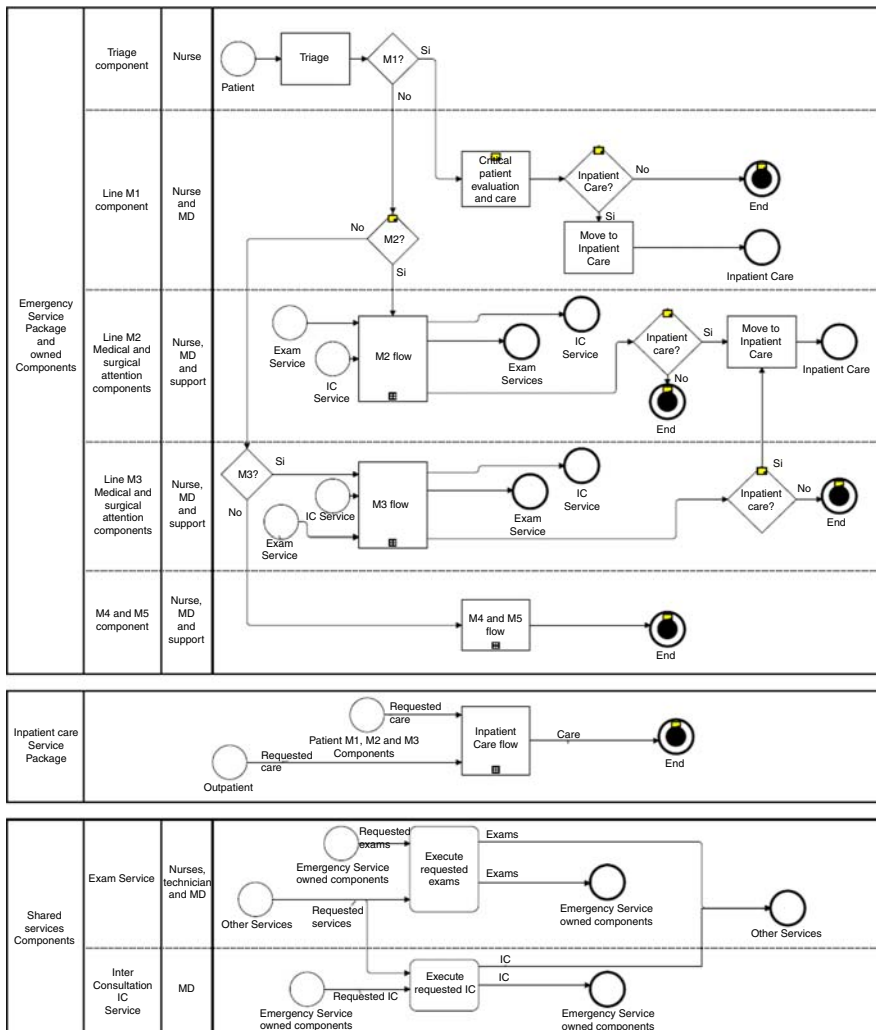 Triage
component
Nurse
Patient
Triage
M1?
Si
No
Emergency
Service
Package
and
owned
Components
Line M1
component
Nurse
and
MD
Critical
patient
evaluation
and care
Inpatient
Care?
No
End
Si
Move to
Inpatient
Care
Inpatient Care
No
M2?
Si
Line M2
Medical and
surgical
attention
components
Nurse,
MD
and
support
Exam
Service
IC
Service
M2 flow
IC
Service
Exam
Services
Inpatient
care?
Si
No
End
Move to
Inpatient
Care
Inpatient Care
Line M3
Medical and
surgical
attention
components
Nurse,
MD
and
support
M3?
Si
No
IC Service
Exam
Service
M3 flow
IC
Service
Exam
Service
Si
Inpatient
care?
No
End
M4 and M5
component
Nurse,
MD
and
support
M4 and M5
flow
End
Inpatient care
Service
Package
Requested
care
Patient M1, M2 and M3
Components
Requested
care
Outpatient
Inpatient
Care flow
Care
End
Shared
services
Components
Exam Service
Nurses,
technician
and MD
Requested
exams
Emergency Service
owned components
Other Services
Requested
services
Execute
requested
exams
Exams
Exams
Emergency Service
owned components
Other Services
Inter
Consultation
IC
Service
MD
Requested IC
Emergency Service
owned components
Execute
requested IC
IC
IC
Emergency Service
owned components